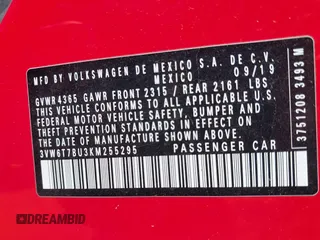 MFD BY VOLKSWAGEN DE MEXICO S.A. DE C.V.
MEXICO 09/19
GVWR4365 GAWR FRONT 2315 / REAR 2161 LBS
THIS VEHICLE CONFORMS TO ALL APPLICABLE U.S.
FEDERAL MOTOR VEHICLE SAFETY, BUMPER, AND
THEFT PREVENTION STANDARDS IN EFFECT ON THE
DATE OF MANUFACTURE SHOWN ABOVE.
3VW6T7BU3KM255295 PASSENGER CAR
3751208 3493 M
DREAMBID